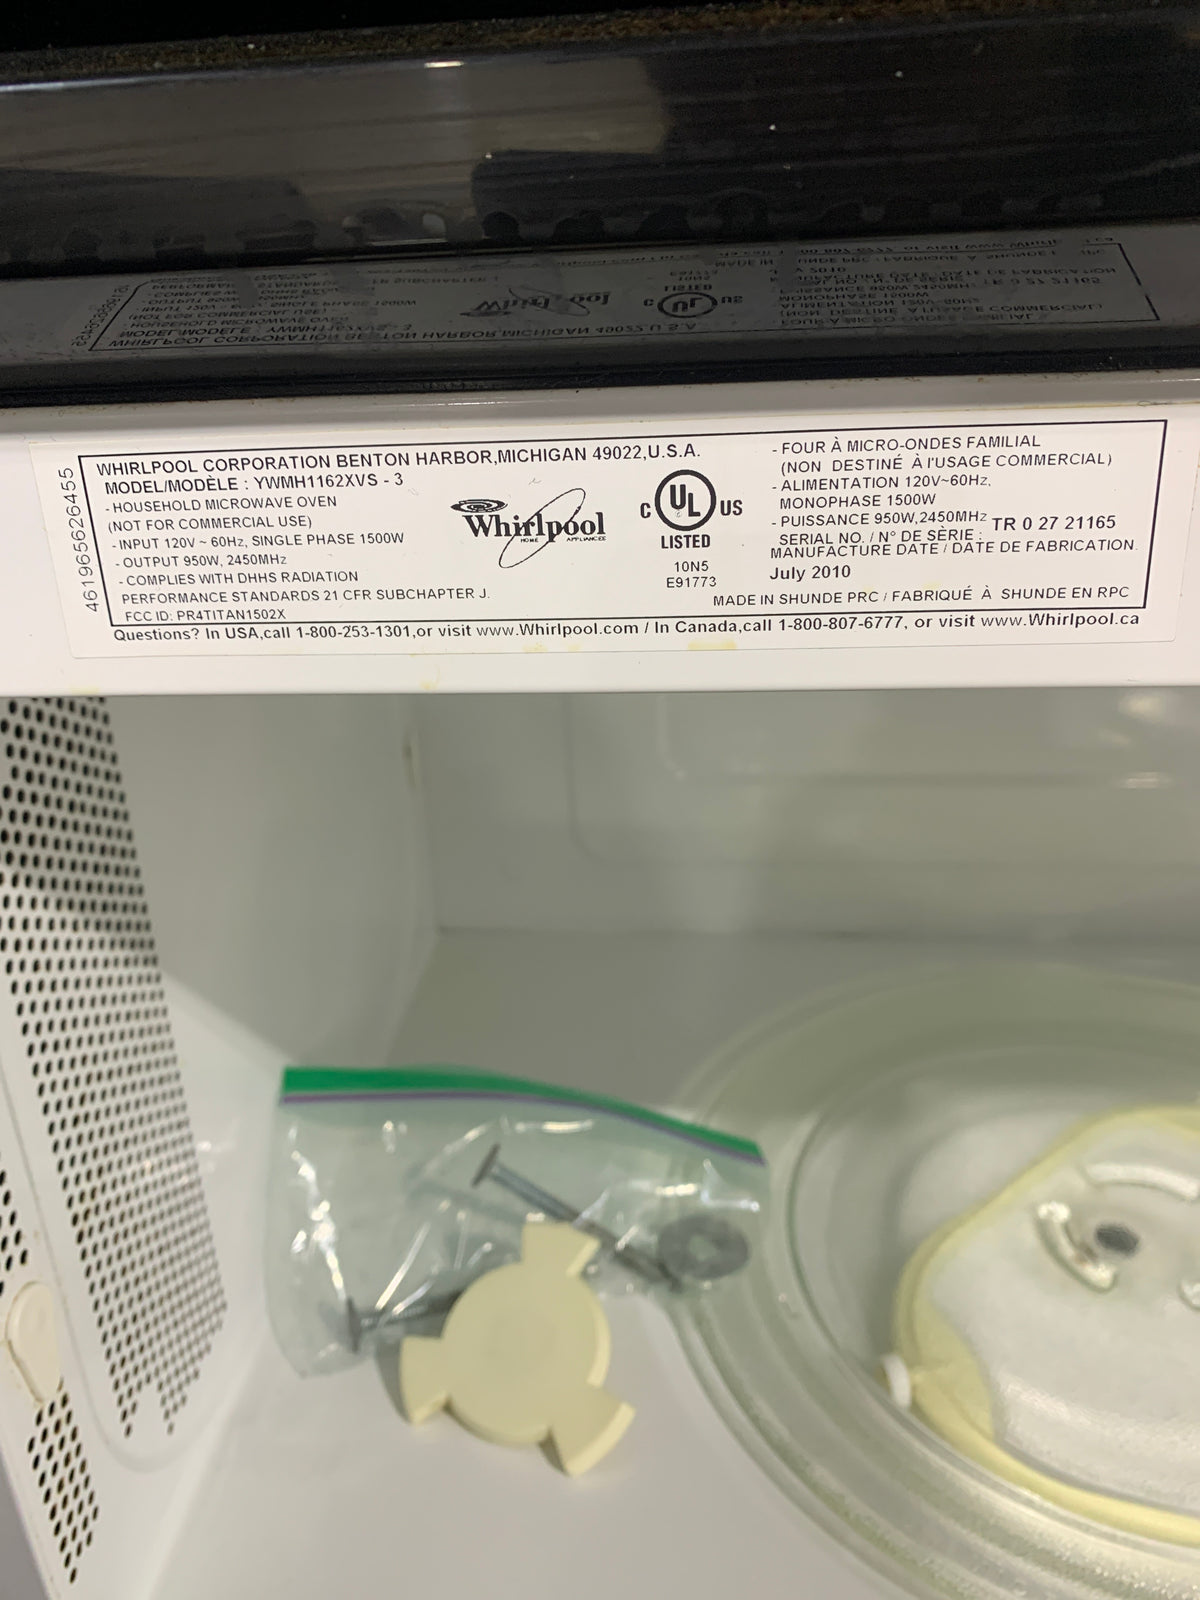 WHIRLPOOL CORPORATION BENTON HARBOR,MICHIGAN 49022,U.S.A.
MODEL/MODÈLE : YWMH1162XVS - 3
- HOUSEHOLD MICROWAVE OVEN
(NOT FOR COMMERCIAL USE)
- INPUT 120V ~ 60Hz, SINGLE PHASE 1500W
- OUTPUT 950W, 2450MHz
- COMPLIES WITH DHHS RADIATION
PERFORMANCE STANDARDS 21 CFR SUBCHAPTER J.
FCC ID: PR4TITAN1502X
461965626455
Whirlpool
HOME APPLIANCES
C UL US
LISTED
10N5
E91773
- FOUR À MICRO-ONDES FAMILIAL
(NON DESTINÉ À l'USAGE COMMERCIAL)
- ALIMENTATION 120V~60Hz,
MONOPHASE 1500W
- PUISSANCE 950W,2450MHz
SERIAL NO. / N° DE SÈRIE : TR 0 27 21165
MANUFACTURE DATE / DATE DE FABRICATION.
July 2010
MADE IN SHUNDE PRC / FABRIQUÉ À SHUNDE EN RPC
Questions? In USA,call 1-800-253-1301,or visit www.Whirlpool.com / In Canada,call 1-800-807-6777, or visit www.Whirlpool.ca